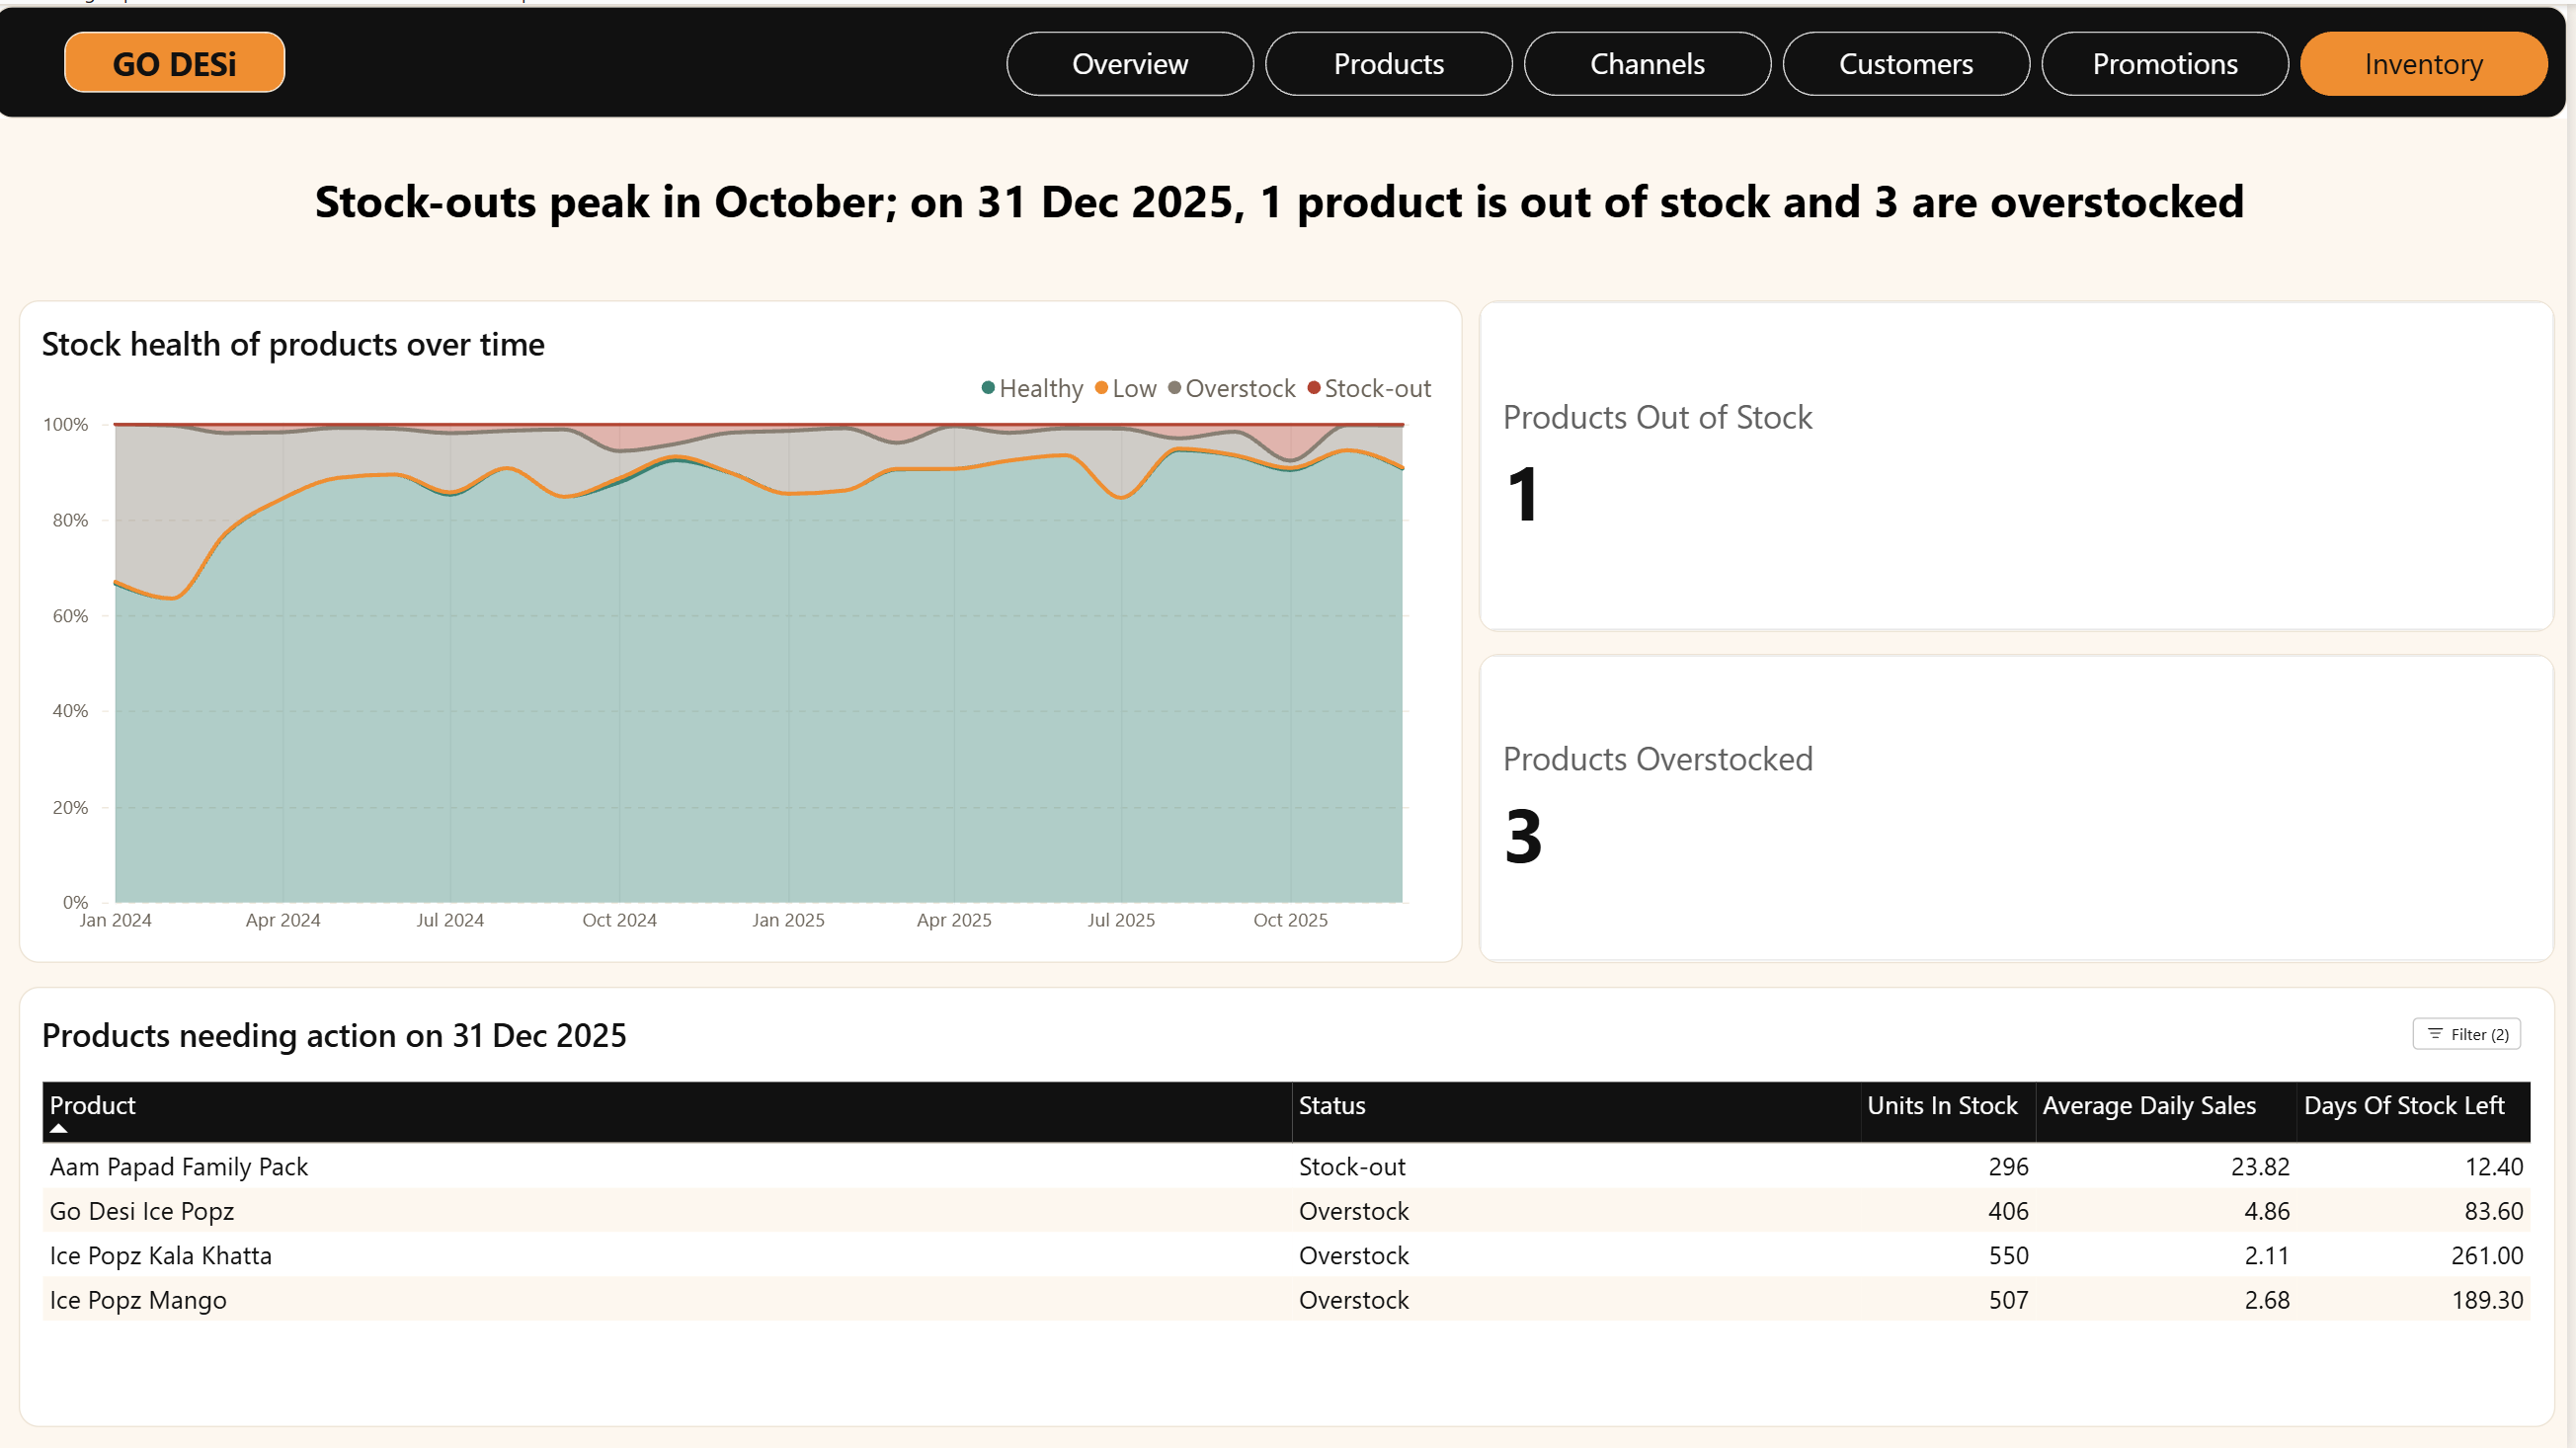 GO DESi
Overview
Products
Channels
Customers
Promotions
Inventory
Stock-outs peak in October; on 31 Dec 2025, 1 product is out of stock and 3 are overstocked
Stock health of products over time
Healthy Low Overstock Stock-out
100%
80%
60%
40%
20%
0%
Jan 2024 Apr 2024 Jul 2024 Oct 2024 Jan 2025 Apr 2025 Jul 2025 Oct 2025
Products Out of Stock
1
Products Overstocked
3
Products needing action on 31 Dec 2025
Filter (2)
Product Status Units In Stock Average Daily Sales Days Of Stock Left
Aam Papad Family Pack Stock-out 296 23.82 12.40
Go Desi Ice Popz Overstock 406 4.86 83.60
Ice Popz Kala Khatta Overstock 550 2.11 261.00
Ice Popz Mango Overstock 507 2.68 189.30